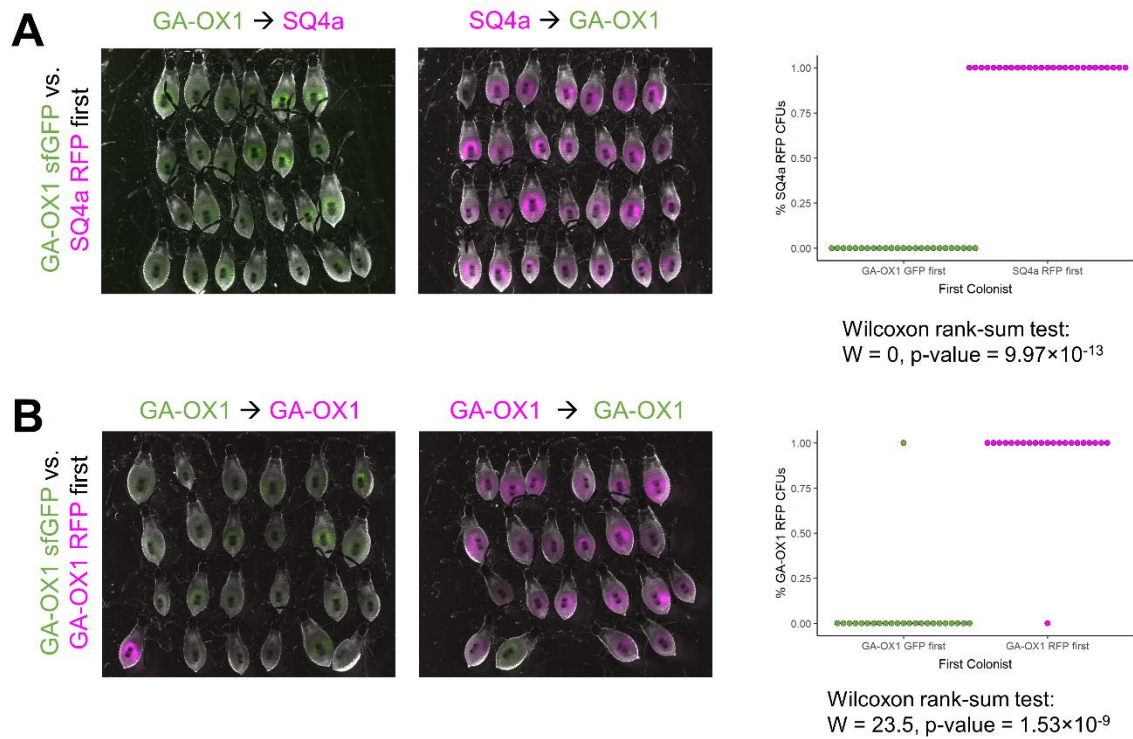 A
GA-OX1 → SQ4a
SQ4a → GA-OX1
GA-OX1 sfGFP vs.
SQ4a RFP first
% SQ4a RFP CFUs
1.00
0.75
0.50
0.25
0.00
GA-OX1 GFP first
SQ4a RFP first
First Colonist
Wilcoxon rank-sum test:
W = 0, p-value = 9.97×10⁻¹³
B
GA-OX1 → GA-OX1
GA-OX1 → GA-OX1
GA-OX1 sfGFP vs.
GA-OX1 RFP first
% GA-OX1 RFP CFUs
1.00
0.75
0.50
0.25
0.00
GA-OX1 GFP first
GA-OX1 RFP first
First Colonist
Wilcoxon rank-sum test:
W = 23.5, p-value = 1.53×10⁻⁹